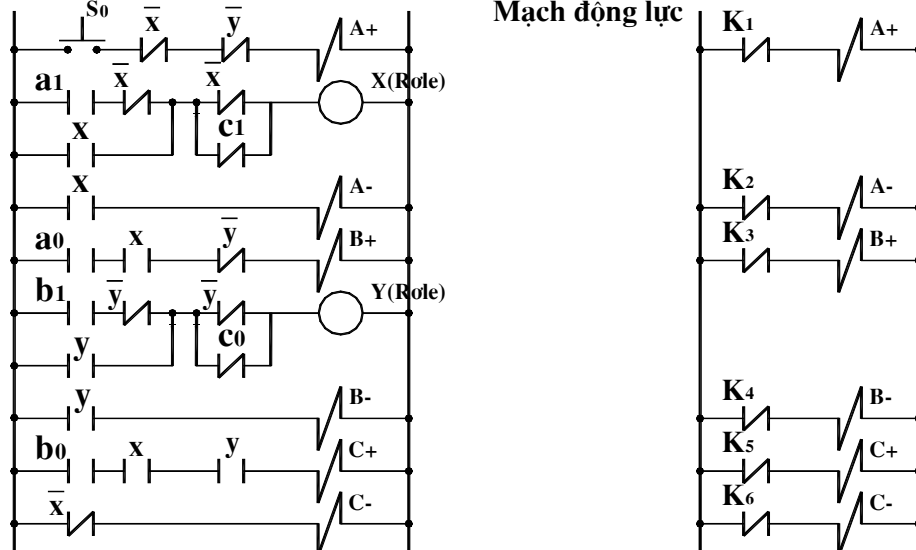 S₀ Mạch động lực
x̄ ȳ A+ K₁ A+
a1 x̄ x̄ X(Rơle)
x c1
x A- K₂ A-
a0 x ȳ B+ K₃ B+
b1 ȳ ȳ Y(Rơle)
y c0
y B- K₄ B-
b0 x y C+ K₅ C+
x̄ C- K₆ C-